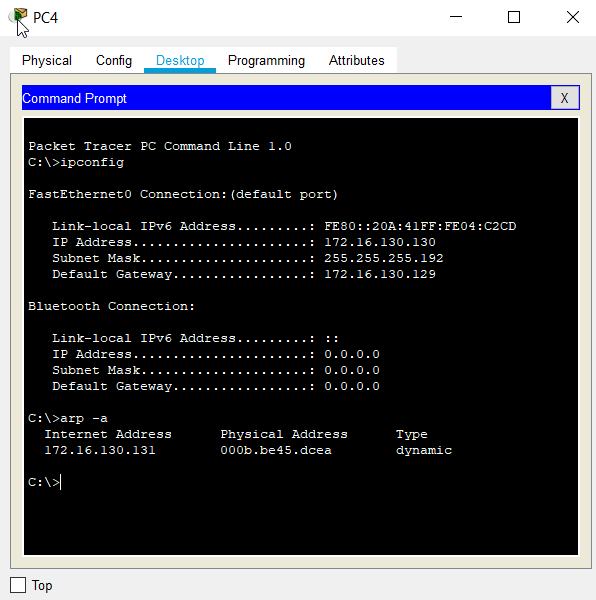 PC4
Physical Config Desktop Programming Attributes
Command Prompt X
Packet Tracer PC Command Line 1.0
C:\>ipconfig
FastEthernet0 Connection:(default port)
Link-local IPv6 Address.........: FE80::20A:41FF:FE04:C2CD
IP Address......................: 172.16.130.130
Subnet Mask.....................: 255.255.255.192
Default Gateway.................: 172.16.130.129
Bluetooth Connection:
Link-local IPv6 Address.........: ::
IP Address......................: 0.0.0.0
Subnet Mask.....................: 0.0.0.0
Default Gateway.................: 0.0.0.0
C:\>arp -a
Internet Address Physical Address Type
172.16.130.131 000b.be45.dcea dynamic
C:\>
Top